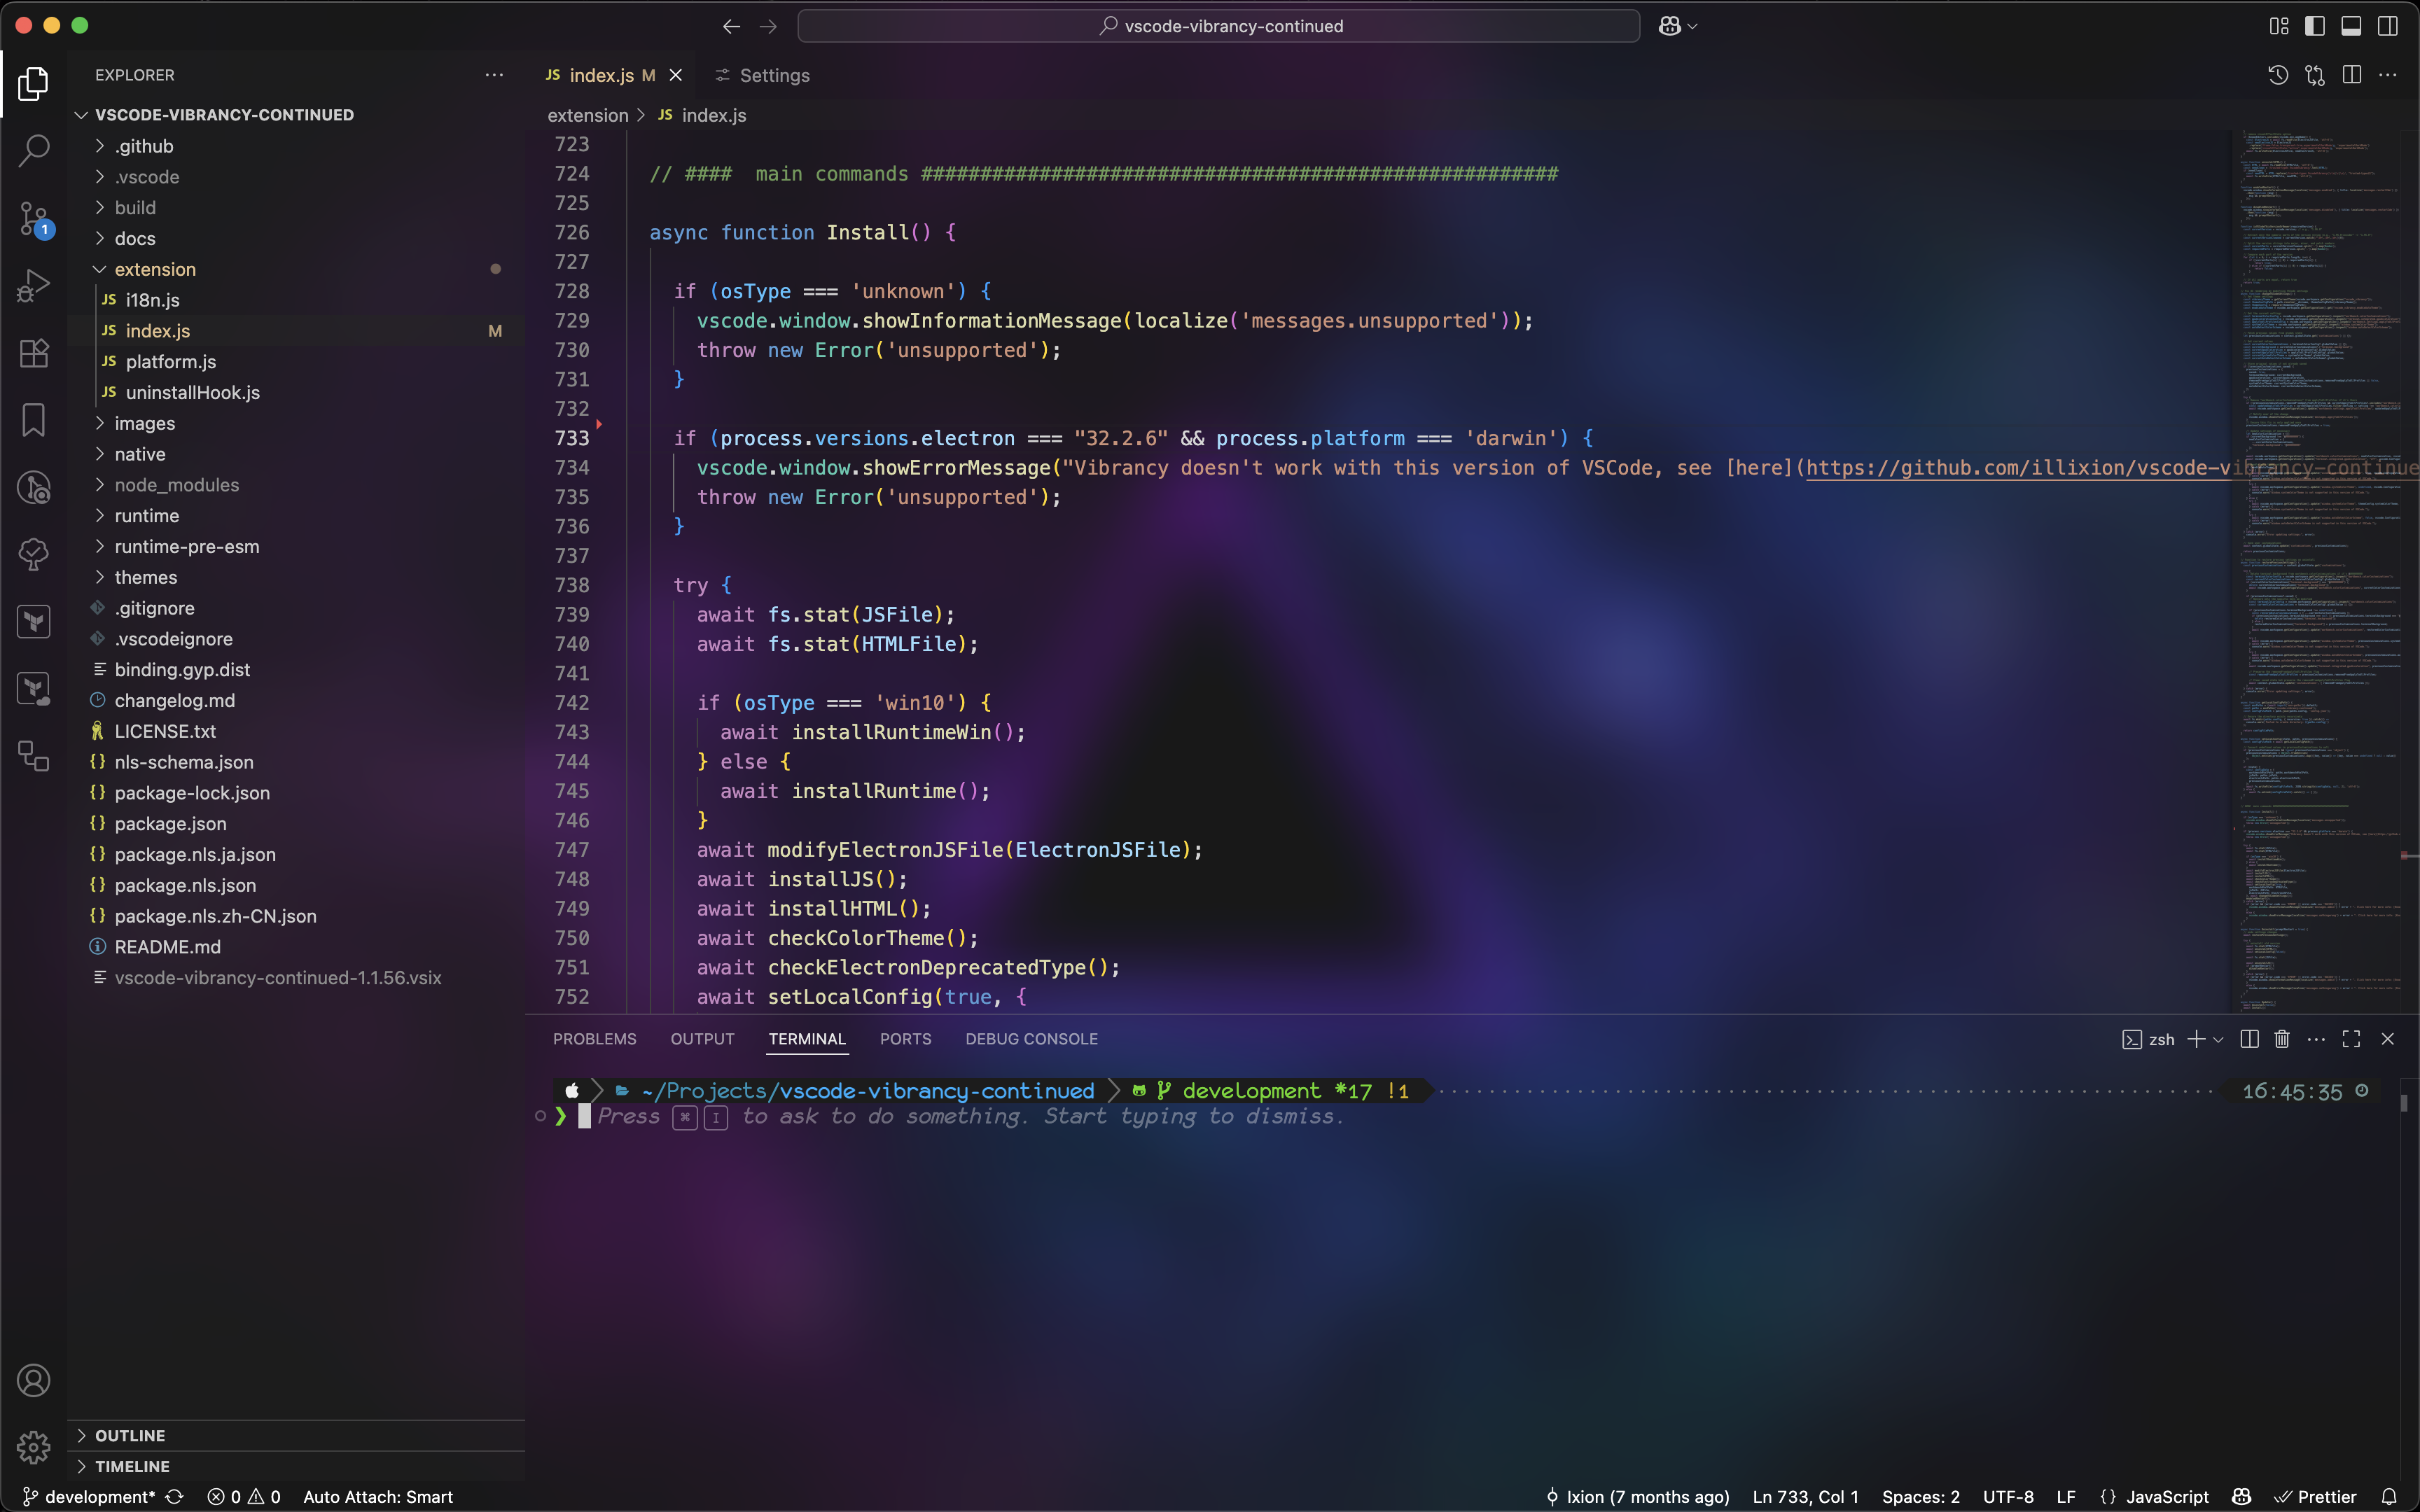 vscode-vibrancy-continued
EXPLORER
VSCODE-VIBRANCY-CONTINUED
.github
.vscode
build
docs
extension
JS i18n.js
JS index.js M
JS platform.js
JS uninstallHook.js
images
native
node_modules
runtime
runtime-pre-esm
themes
.gitignore
.vscodeignore
binding.gyp.dist
changelog.md
LICENSE.txt
{} nls-schema.json
{} package-lock.json
{} package.json
{} package.nls.ja.json
{} package.nls.json
{} package.nls.zh-CN.json
README.md
vscode-vibrancy-continued-1.1.56.vsix
OUTLINE
TIMELINE
1
JS index.js M
Settings
extension > JS index.js
723
724 // #### main commands ######################################################
725
726 async function Install() {
727
728 if (osType === 'unknown') {
729 vscode.window.showInformationMessage(localize('messages.unsupported'));
730 throw new Error('unsupported');
731 }
732
733 if (process.versions.electron === "32.2.6" && process.platform === 'darwin') {
734 vscode.window.showErrorMessage("Vibrancy doesn't work with this version of VSCode, see [here](https://github.com/illixion/vscode-vibrancy-continue
735 throw new Error('unsupported');
736 }
737
738 try {
739 await fs.stat(JSFile);
740 await fs.stat(HTMLFile);
741
742 if (osType === 'win10') {
743 await installRuntimeWin();
744 } else {
745 await installRuntime();
746 }
747 await modifyElectronJSFile(ElectronJSFile);
748 await installJS();
749 await installHTML();
750 await checkColorTheme();
751 await checkElectronDeprecatedType();
752 await setLocalConfig(true, {
PROBLEMS OUTPUT TERMINAL PORTS DEBUG CONSOLE
zsh
~/Projects/vscode-vibrancy-continued development *17 !1 16:45:35
❯ Press ⌘ I to ask to do something. Start typing to dismiss.
development* 0 0 Auto Attach: Smart
Ixion (7 months ago) Ln 733, Col 1 Spaces: 2 UTF-8 LF {} JavaScript Prettier